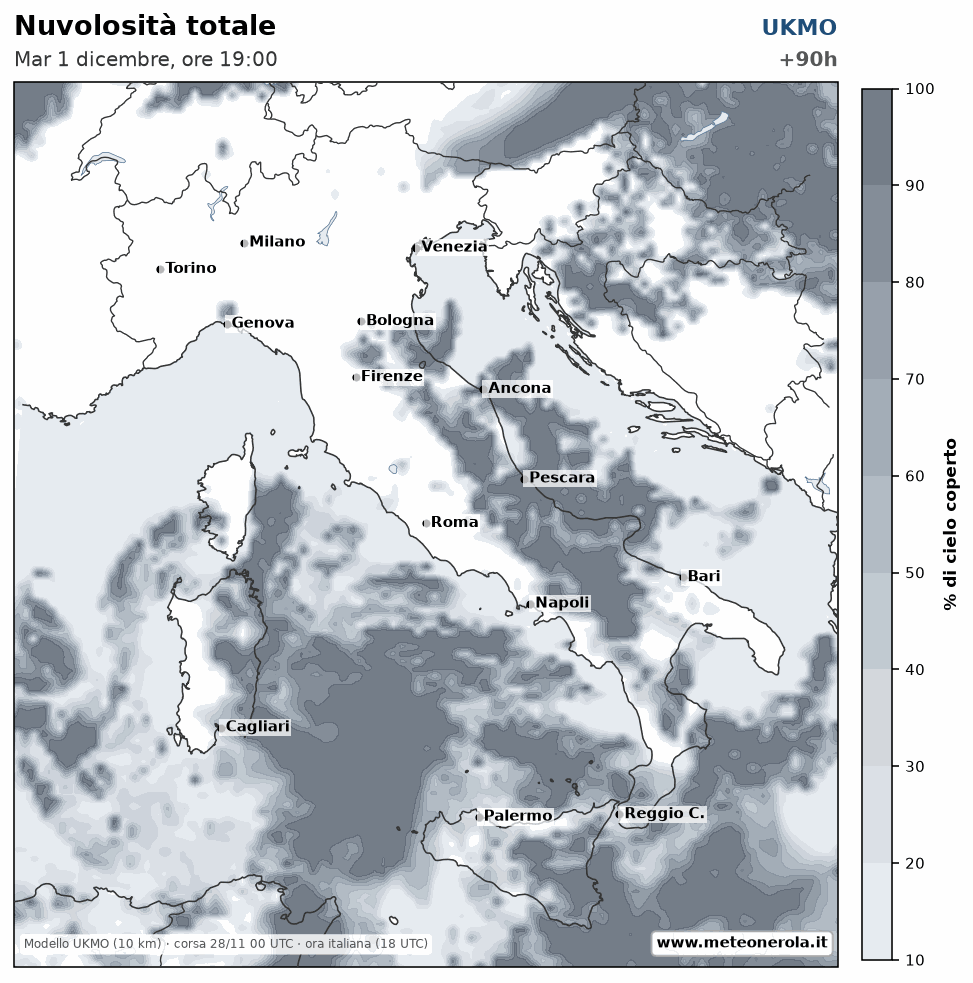 Nuvolosità totale
UKMO
Mar 1 dicembre, ore 19:00
+90h
Milano
Venezia
Torino
Genova
Bologna
Firenze
Ancona
Pescara
Roma
Bari
Napoli
Cagliari
Palermo
Reggio C.
100
90
80
70
60
50
40
30
20
10
% di cielo coperto
Modello UKMO (10 km) · corsa 28/11 00 UTC · ora italiana (18 UTC)
www.meteonerola.it